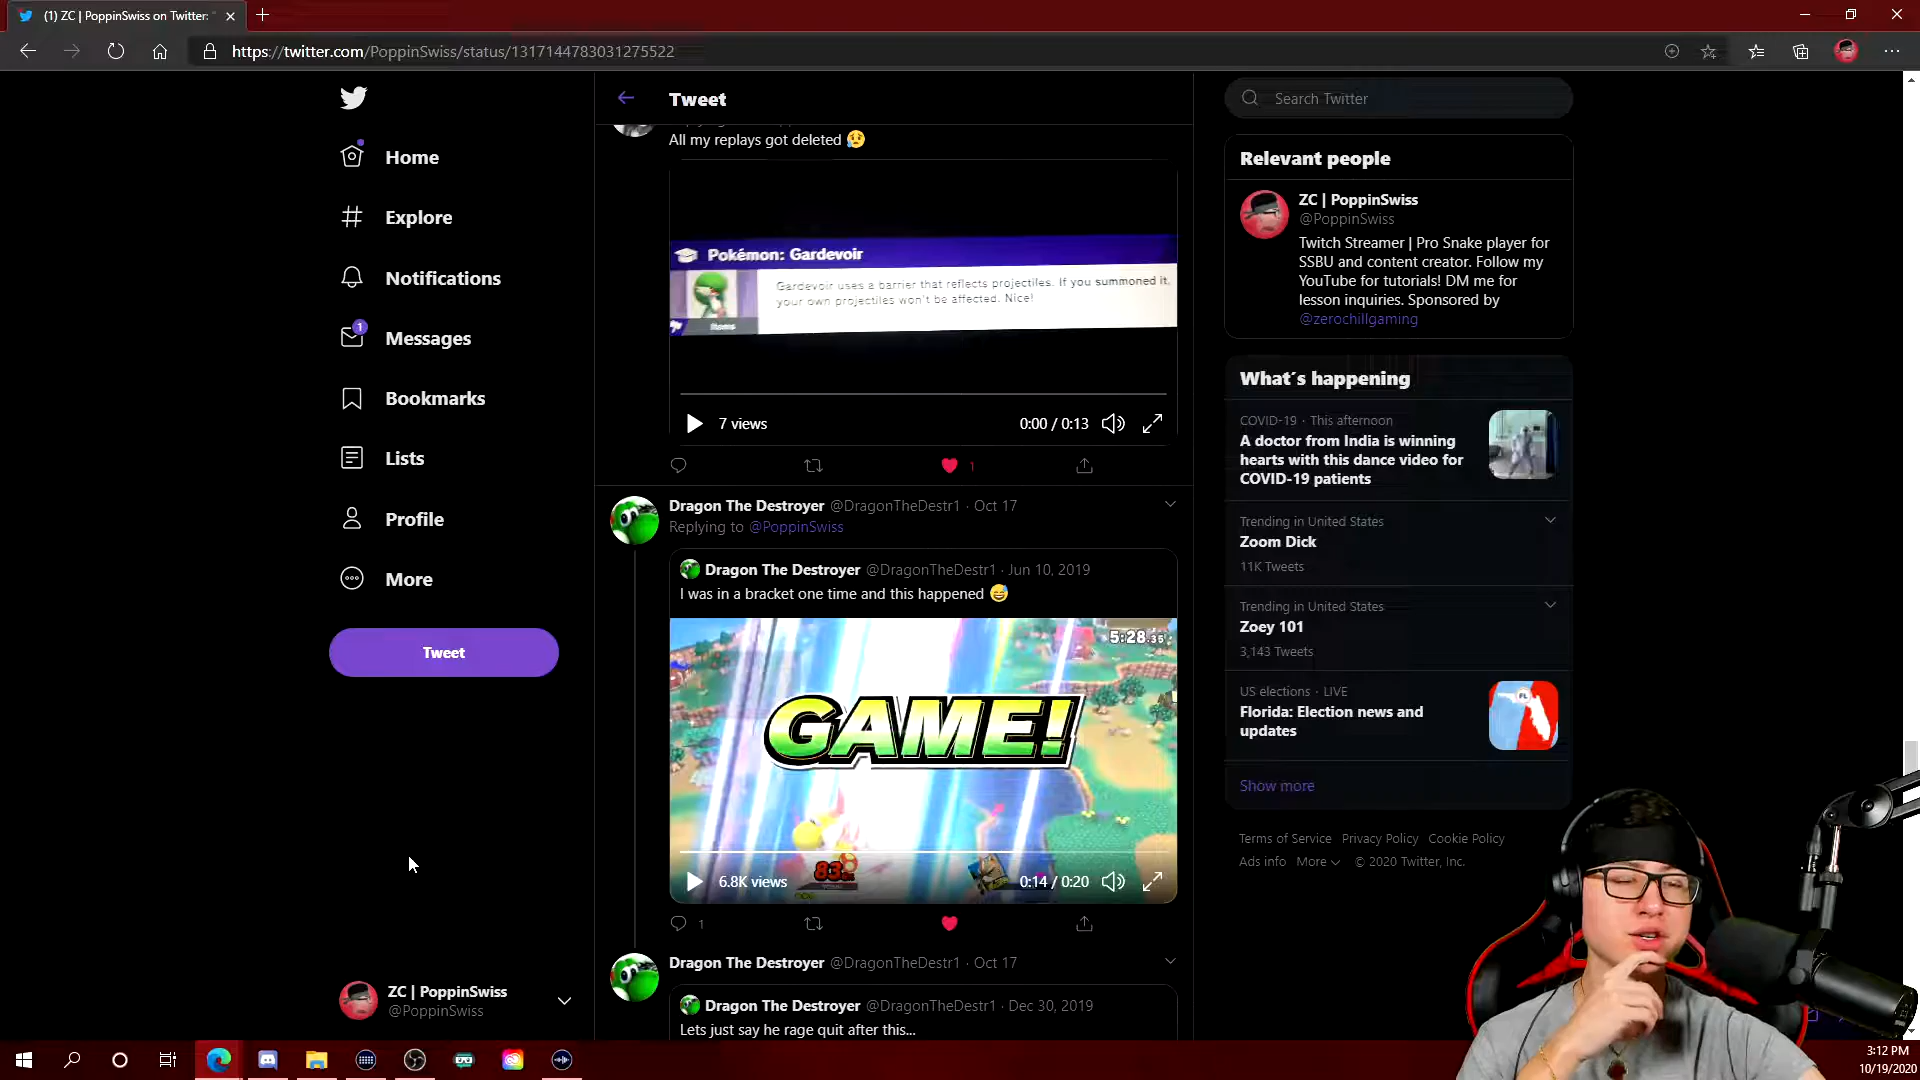 (1) ZC | PoppinSwiss on Twitter: "
https://twitter.com/PoppinSwiss/status/1317144783031275522
Home
Explore
Notifications
1
Messages
Bookmarks
Lists
Profile
More
Tweet
ZC | PoppinSwiss
@PoppinSwiss
Tweet
All my replays got deleted 😥
Pokémon: Gardevoir
Gardevoir uses a barrier that reflects projectiles. If you summoned it,
your own projectiles won't be affected. Nice!
Items
7 views
0:00 / 0:13
1
Dragon The Destroyer @DragonTheDestr1 · Oct 17
Replying to @PoppinSwiss
Dragon The Destroyer @DragonTheDestr1 · Jun 10, 2019
I was in a bracket one time and this happened 😅
5:28.35
GAME!
83
6.8K views
0:14 / 0:20
1
Dragon The Destroyer @DragonTheDestr1 · Oct 17
Dragon The Destroyer @DragonTheDestr1 · Dec 30, 2019
Lets just say he rage quit after this...
Search Twitter
Relevant people
ZC | PoppinSwiss
@PoppinSwiss
Twitch Streamer | Pro Snake player for
SSBU and content creator. Follow my
YouTube for tutorials! DM me for
lesson inquiries. Sponsored by
@zerochillgaming
What's happening
COVID-19 · This afternoon
A doctor from India is winning
hearts with this dance video for
COVID-19 patients
Trending in United States
Zoom Dick
11K Tweets
Trending in United States
Zoey 101
3,143 Tweets
US elections · LIVE
Florida: Election news and
updates
Show more
Terms of Service Privacy Policy Cookie Policy
Ads info More © 2020 Twitter, Inc.
3:12 PM
10/19/2020